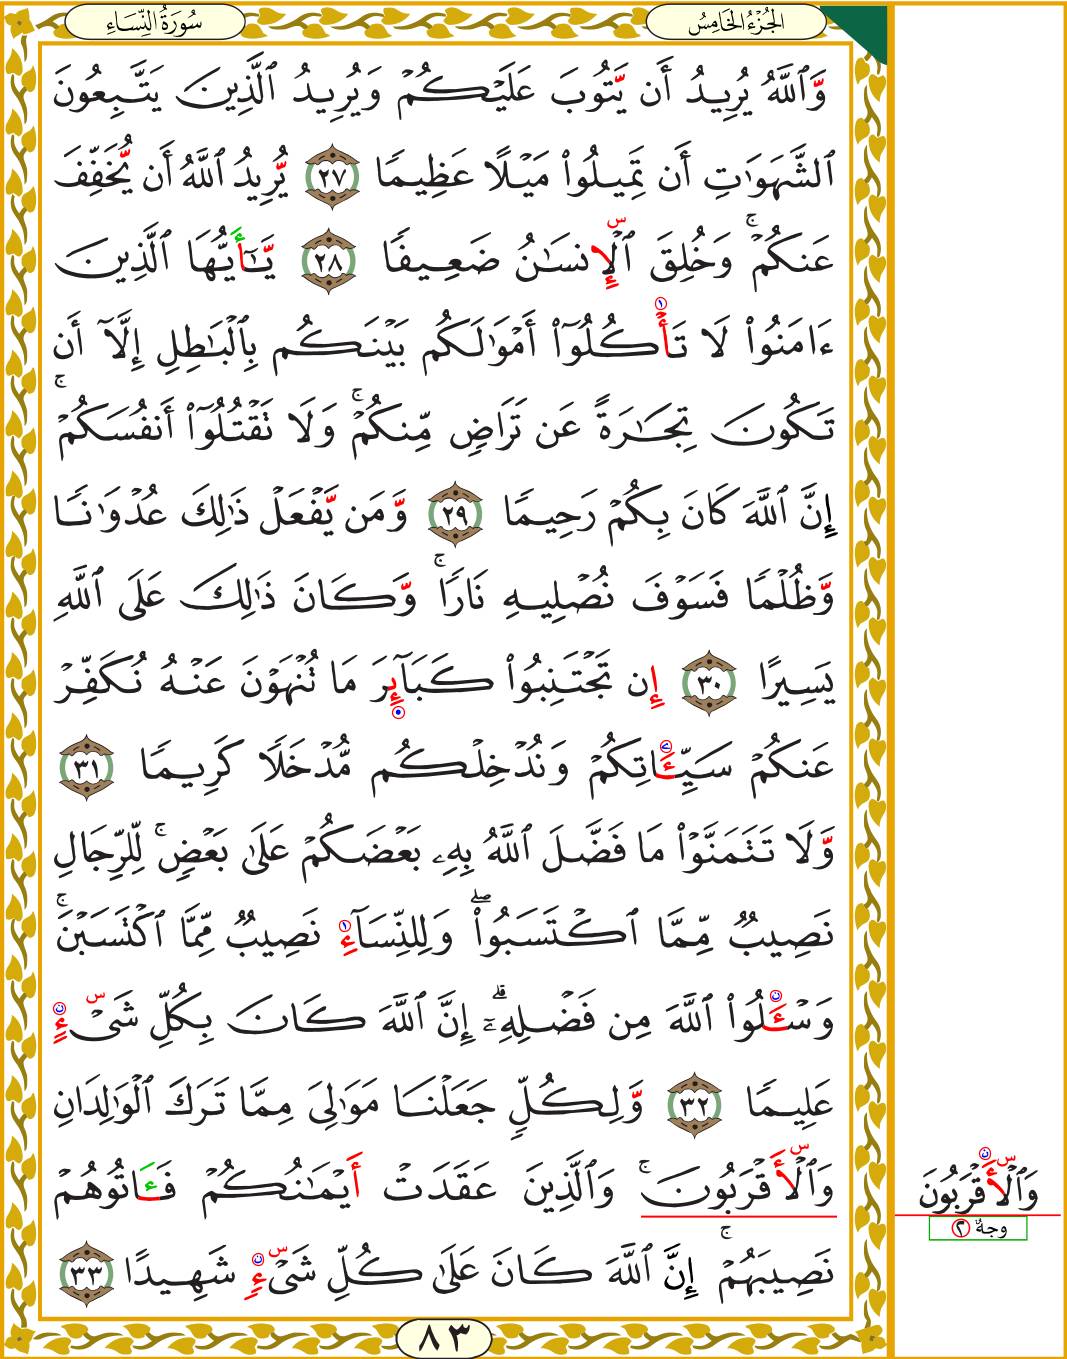 سُورَةُ النِّسَاءِ
الجُزْءُ الخَامِسُ
وَّٱللَّهُ يُرِيدُ أَن يَّتُوبَ عَلَيۡكُمۡ وَيُرِيدُ ٱلَّذِينَ يَتَّبِعُونَ
ٱلشَّهَوَٰتِ أَن تَمِيلُواْ مَيۡلًا عَظِيمٗا ٢٧ يُّرِيدُ ٱللَّهُ أَن يُّخَفِّفَ
عَنكُمۡۚ وَخُلِقَ ٱلۡإِنسَٰنُ ضَعِيفٗا ٢٨ يَّٰٓأَيُّهَا ٱلَّذِينَ
ءَامَنُواْ لَا تَأۡكُلُوٓاْ أَمۡوَٰلَكُم بَيۡنَكُم بِٱلۡبَٰطِلِ إِلَّآ أَن
تَكُونَ تِجَٰرَةً عَن تَرَاضٖ مِّنكُمۡۚ وَلَا تَقۡتُلُوٓاْ أَنفُسَكُمۡۚ
إِنَّ ٱللَّهَ كَانَ بِكُمۡ رَحِيمٗا ٢٩ وَّمَن يَّفۡعَلۡ ذَٰلِكَ عُدۡوَٰنٗا
وَّظُلۡمٗا فَسَوۡفَ نُصۡلِيهِ نَارٗاۚ وَّكَانَ ذَٰلِكَ عَلَى ٱللَّهِ
يَسِيرًا ٣٠ إِن تَجۡتَنِبُواْ كَبَآئِرَ مَا تُنۡهَوۡنَ عَنۡهُ نُكَفِّرۡ
عَنكُمۡ سَيِّـَٔاتِكُمۡ وَنُدۡخِلۡكُم مُّدۡخَلٗا كَرِيمٗا ٣١
وَّلَا تَتَمَنَّوۡاْ مَا فَضَّلَ ٱللَّهُ بِهِۦ بَعۡضَكُمۡ عَلَىٰ بَعۡضٖۚ لِّلرِّجَالِ
نَصِيبٞ مِّمَّا ٱكۡتَسَبُواْۖ وَلِلنِّسَآءِ نَصِيبٞ مِّمَّا ٱكۡتَسَبۡنَۚ
وَسۡـَٔلُواْ ٱللَّهَ مِن فَضۡلِهِۦٓۗ إِنَّ ٱللَّهَ كَانَ بِكُلِّ شَيۡءٍ
عَلِيمٗا ٣٢ وَّلِكُلّٖ جَعَلۡنَا مَوَٰلِيَ مِمَّا تَرَكَ ٱلۡوَٰلِدَانِ
وَٱلۡأَقۡرَبُونَۚ وَٱلَّذِينَ عَقَدَتۡ أَيۡمَٰنُكُمۡ فَـَٔاتُوهُمۡ
نَصِيبَهُمۡۚ إِنَّ ٱللَّهَ كَانَ عَلَىٰ كُلِّ شَيۡءٖ شَهِيدًا ٣٣
وَٱلۡأَقۡرَبُونَ
وجهٌ ٢
٨٣